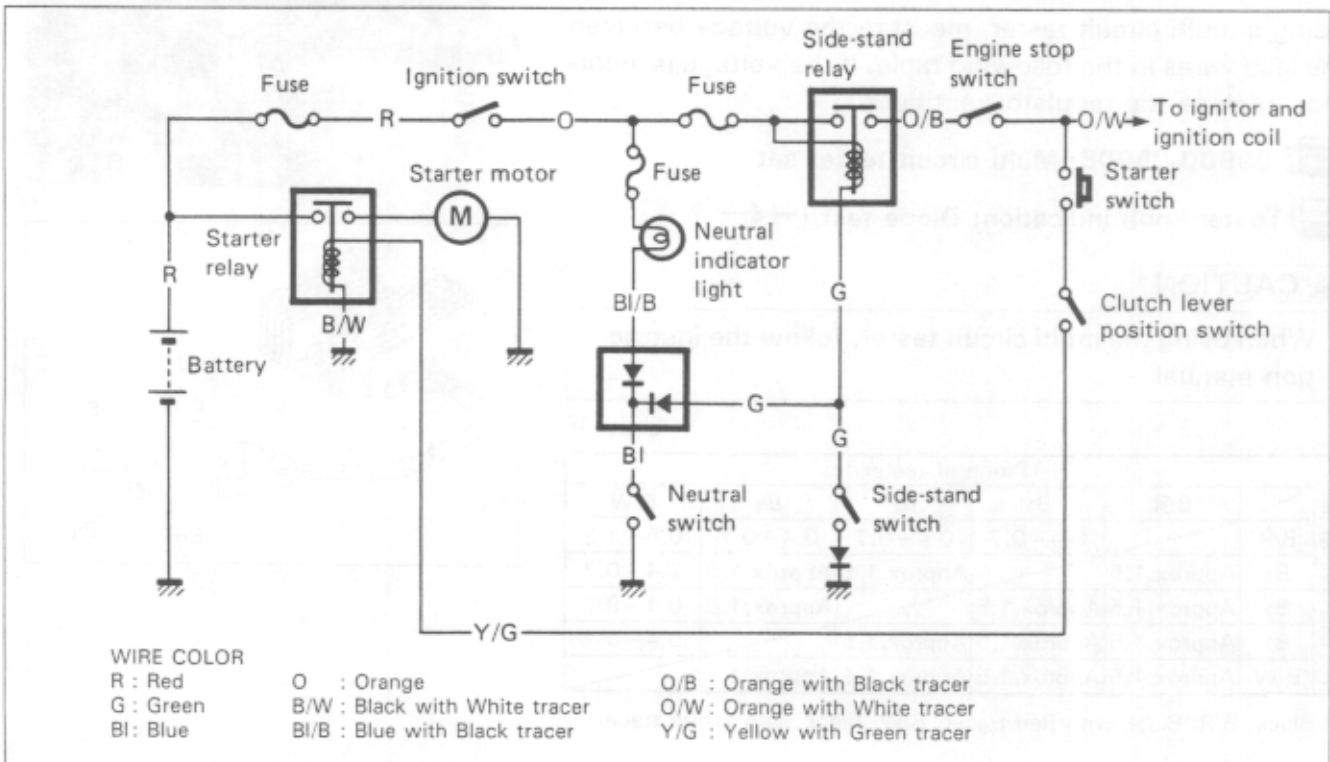 Fuse
Ignition switch
Fuse
Side-stand relay
Engine stop switch
R
O
O/B
O/W
To ignitor and ignition coil
Starter motor
M
Fuse
Starter switch
Starter relay
Neutral indicator light
R
B/W
Bl/B
G
Clutch lever position switch
Battery
G
G
Bl
Neutral switch
Side-stand switch
Y/G
WIRE COLOR
R : Red
G : Green
Bl : Blue
O : Orange
B/W : Black with White tracer
Bl/B : Blue with Black tracer
O/B : Orange with Black tracer
O/W : Orange with White tracer
Y/G : Yellow with Green tracer